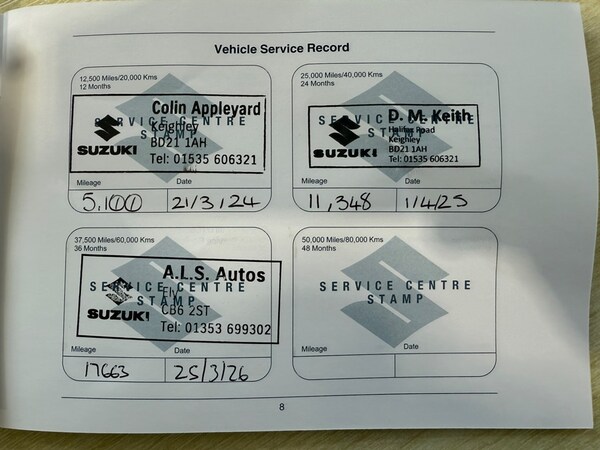 Vehicle Service Record
12,500 Miles/20,000 Kms
12 Months
SERVICE CENTRE
STAMP
Colin Appleyard
Keighley
BD21 1AH
Tel: 01535 606321
SUZUKI
Mileage
Date
5,100
21/3/24
25,000 Miles/40,000 Kms
24 Months
SERVICE CENTRE
STAMP
D. M. Keith
Halifax Road
Keighley
BD21 1AH
Tel: 01535 606321
SUZUKI
Mileage
Date
11,348
1/4/25
37,500 Miles/60,000 Kms
36 Months
SERVICE CENTRE
STAMP
A.L.S. Autos
Ely
CB6 2ST
Tel: 01353 699302
SUZUKI
Mileage
Date
17663
25/3/26
50,000 Miles/80,000 Kms
48 Months
SERVICE CENTRE
STAMP
Mileage
Date
8